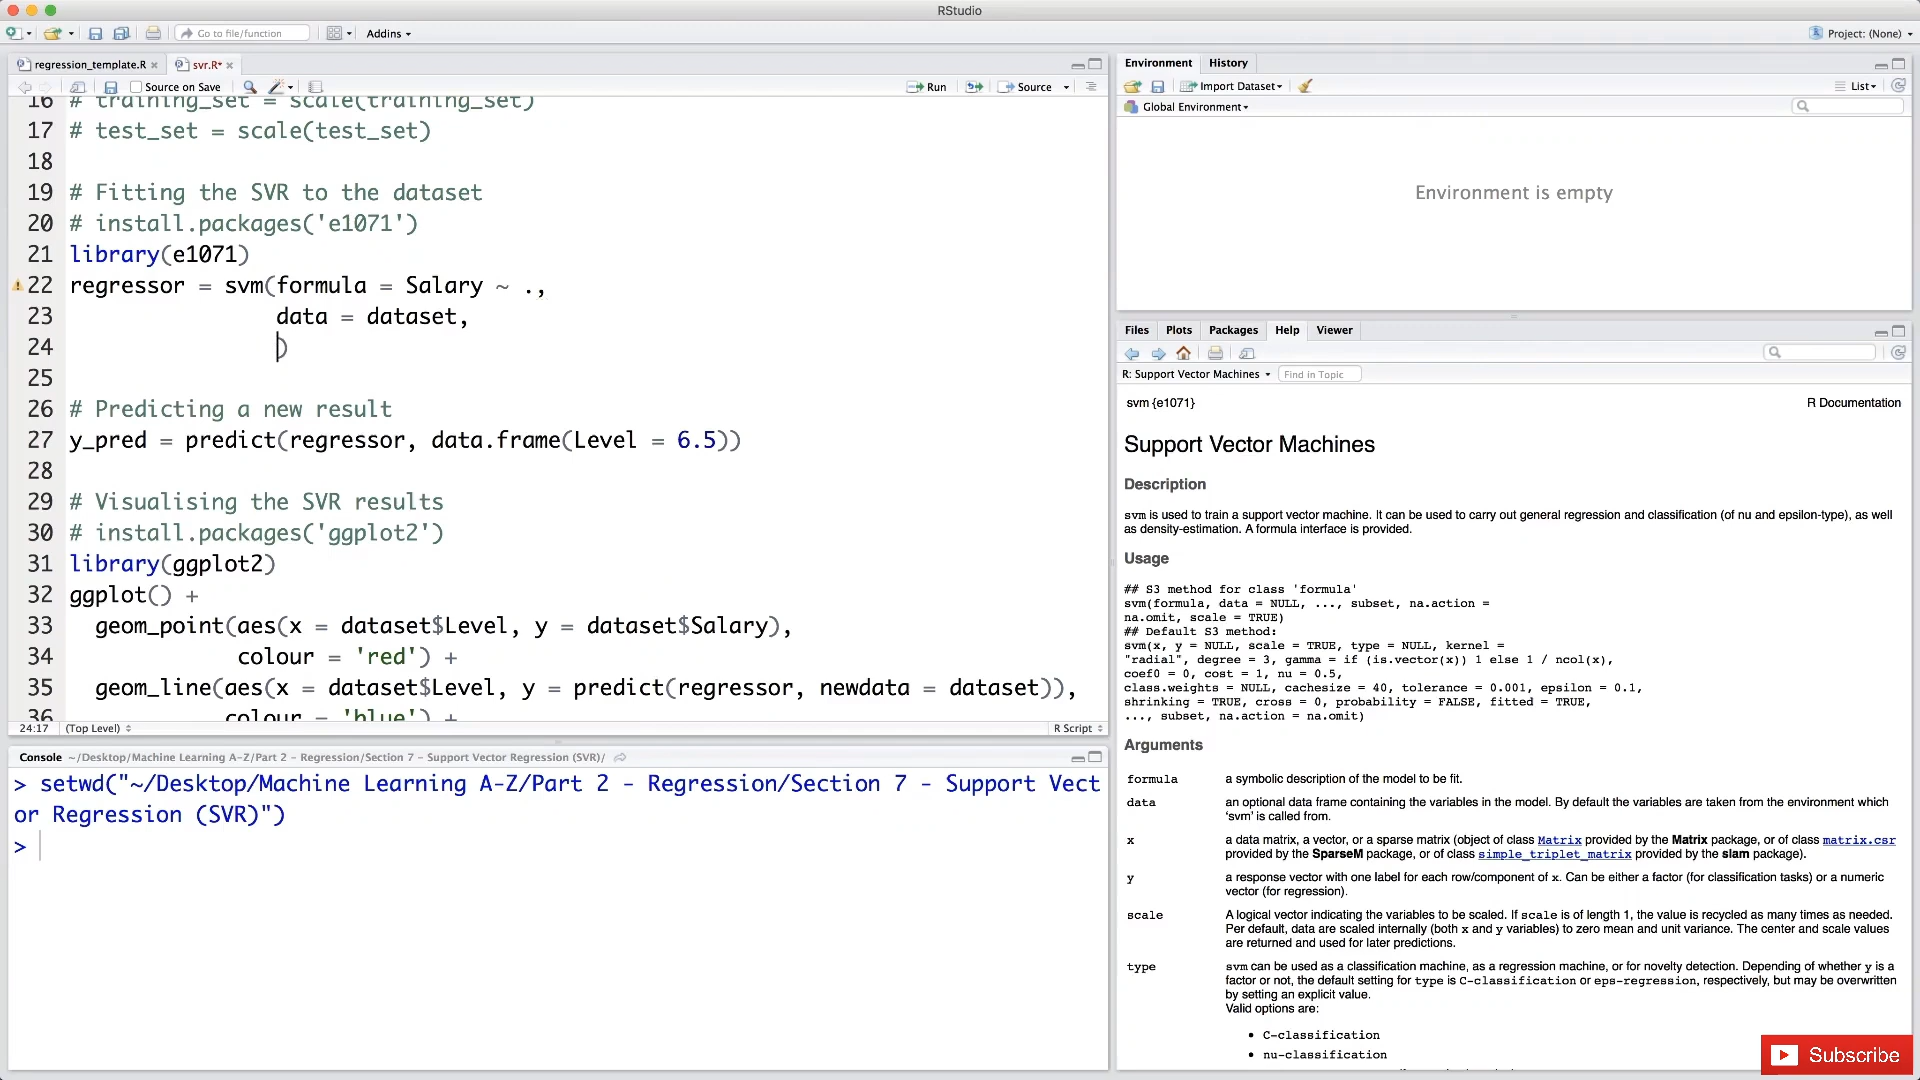 RStudio
Go to file/function
Addins
Project: (None)
regression_template.R
svr.R*
Source on Save
Run
Source
16 # training_set = scale(training_set)
17 # test_set = scale(test_set)
18
19 # Fitting the SVR to the dataset
20 # install.packages('e1071')
21 library(e1071)
22 regressor = svm(formula = Salary ~ .,
23 data = dataset,
24 )
25
26 # Predicting a new result
27 y_pred = predict(regressor, data.frame(Level = 6.5))
28
29 # Visualising the SVR results
30 # install.packages('ggplot2')
31 library(ggplot2)
32 ggplot() +
33 geom_point(aes(x = dataset$Level, y = dataset$Salary),
34 colour = 'red') +
35 geom_line(aes(x = dataset$Level, y = predict(regressor, newdata = dataset)),
36 colour = 'blue') +
24:17 (Top Level) R Script
Console ~/Desktop/Machine Learning A-Z/Part 2 - Regression/Section 7 - Support Vector Regression (SVR)/
> setwd("~/Desktop/Machine Learning A-Z/Part 2 - Regression/Section 7 - Support Vect
or Regression (SVR)")
>
Environment History
Import Dataset
List
Global Environment
Environment is empty
Files Plots Packages Help Viewer
R: Support Vector Machines Find in Topic
svm {e1071} R Documentation
Support Vector Machines
Description
svm is used to train a support vector machine. It can be used to carry out general regression and classification (of nu and epsilon-type), as well
as density-estimation. A formula interface is provided.
Usage
## S3 method for class 'formula'
svm(formula, data = NULL, ..., subset, na.action =
na.omit, scale = TRUE)
## Default S3 method:
svm(x, y = NULL, scale = TRUE, type = NULL, kernel =
"radial", degree = 3, gamma = if (is.vector(x)) 1 else 1 / ncol(x),
coef0 = 0, cost = 1, nu = 0.5,
class.weights = NULL, cachesize = 40, tolerance = 0.001, epsilon = 0.1,
shrinking = TRUE, cross = 0, probability = FALSE, fitted = TRUE,
..., subset, na.action = na.omit)
Arguments
formula a symbolic description of the model to be fit.
data an optional data frame containing the variables in the model. By default the variables are taken from the environment which
‘svm’ is called from.
x a data matrix, a vector, or a sparse matrix (object of class Matrix provided by the Matrix package, or of class matrix.csr
provided by the SparseM package, or of class simple_triplet_matrix provided by the slam package).
y a response vector with one label for each row/component of x. Can be either a factor (for classification tasks) or a numeric
vector (for regression).
scale A logical vector indicating the variables to be scaled. If scale is of length 1, the value is recycled as many times as needed.
Per default, data are scaled internally (both x and y variables) to zero mean and unit variance. The center and scale values
are returned and used for later predictions.
type svm can be used as a classification machine, as a regression machine, or for novelty detection. Depending of whether y is a
factor or not, the default setting for type is C-classification or eps-regression, respectively, but may be overwritten
by setting an explicit value.
Valid options are:
• C-classification
• nu-classification
Subscribe